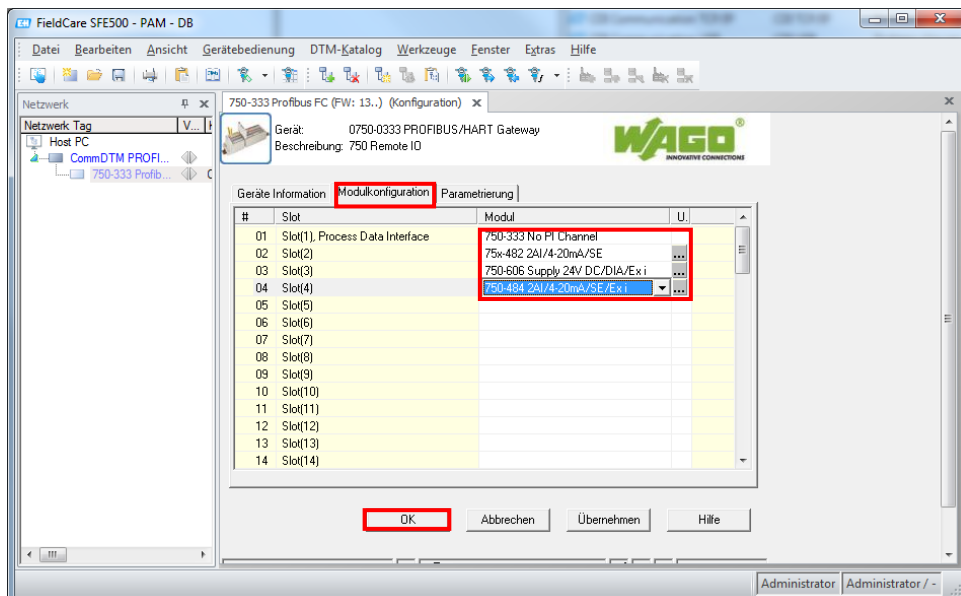 FieldCare SFE500 - PAM - DB
Datei Bearbeiten Ansicht Gerätebedienung DTM-Katalog Werkzeuge Fenster Extras Hilfe
Netzwerk
750-333 Profibus FC (FW: 13..) (Konfiguration)
Netzwerk Tag V...
Host PC
CommDTM PROFI...
750-333 Profib...
Gerät: 0750-0333 PROFIBUS/HART Gateway
Beschreibung: 750 Remote IO
WAGO®
INNOVATIVE CONNECTIONS
Geräte Information Modulkonfiguration Parametrierung
# Slot Modul U.
01 Slot(1), Process Data Interface 750-333 No PI Channel
02 Slot(2) 75x-482 2AI/4-20mA/SE ...
03 Slot(3) 750-606 Supply 24V DC/DIA/Ex i ...
04 Slot(4) 750-484 2AI/4-20mA/SE/Ex i ...
05 Slot(5)
06 Slot(6)
07 Slot(7)
08 Slot(8)
09 Slot(9)
10 Slot(10)
11 Slot(11)
12 Slot(12)
13 Slot(13)
14 Slot(14)
OK Abbrechen Übernehmen Hilfe
Administrator Administrator / -